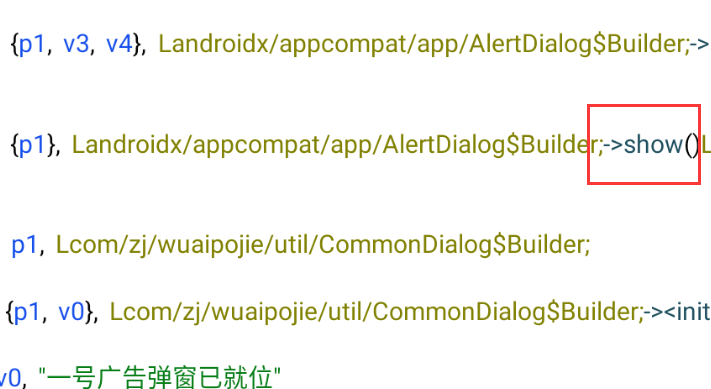 {p1, v3, v4}, Landroidx/appcompat/app/AlertDialog$Builder;->
{p1}, Landroidx/appcompat/app/AlertDialog$Builder;->show()L
p1, Lcom/zj/wuaipojie/util/CommonDialog$Builder;
{p1, v0}, Lcom/zj/wuaipojie/util/CommonDialog$Builder;-><init
v0, "一号广告弹窗已就位"